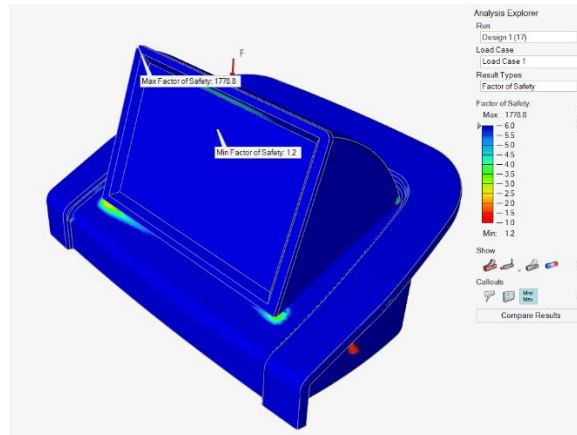 Analysis Explorer
Run
Design 1 (17)
Load Case
Load Case 1
Result Types
Factor of Safety
Factor of Safety:
Max: 1778.8
6.0
5.5
5.0
4.5
4.0
3.5
3.0
2.5
2.0
1.5
1.0
Min: 1.2
Show
Callouts
Min/
Max
Compare Results
F
Max Factor of Safety: 1778.8
Min Factor of Safety: 1.2